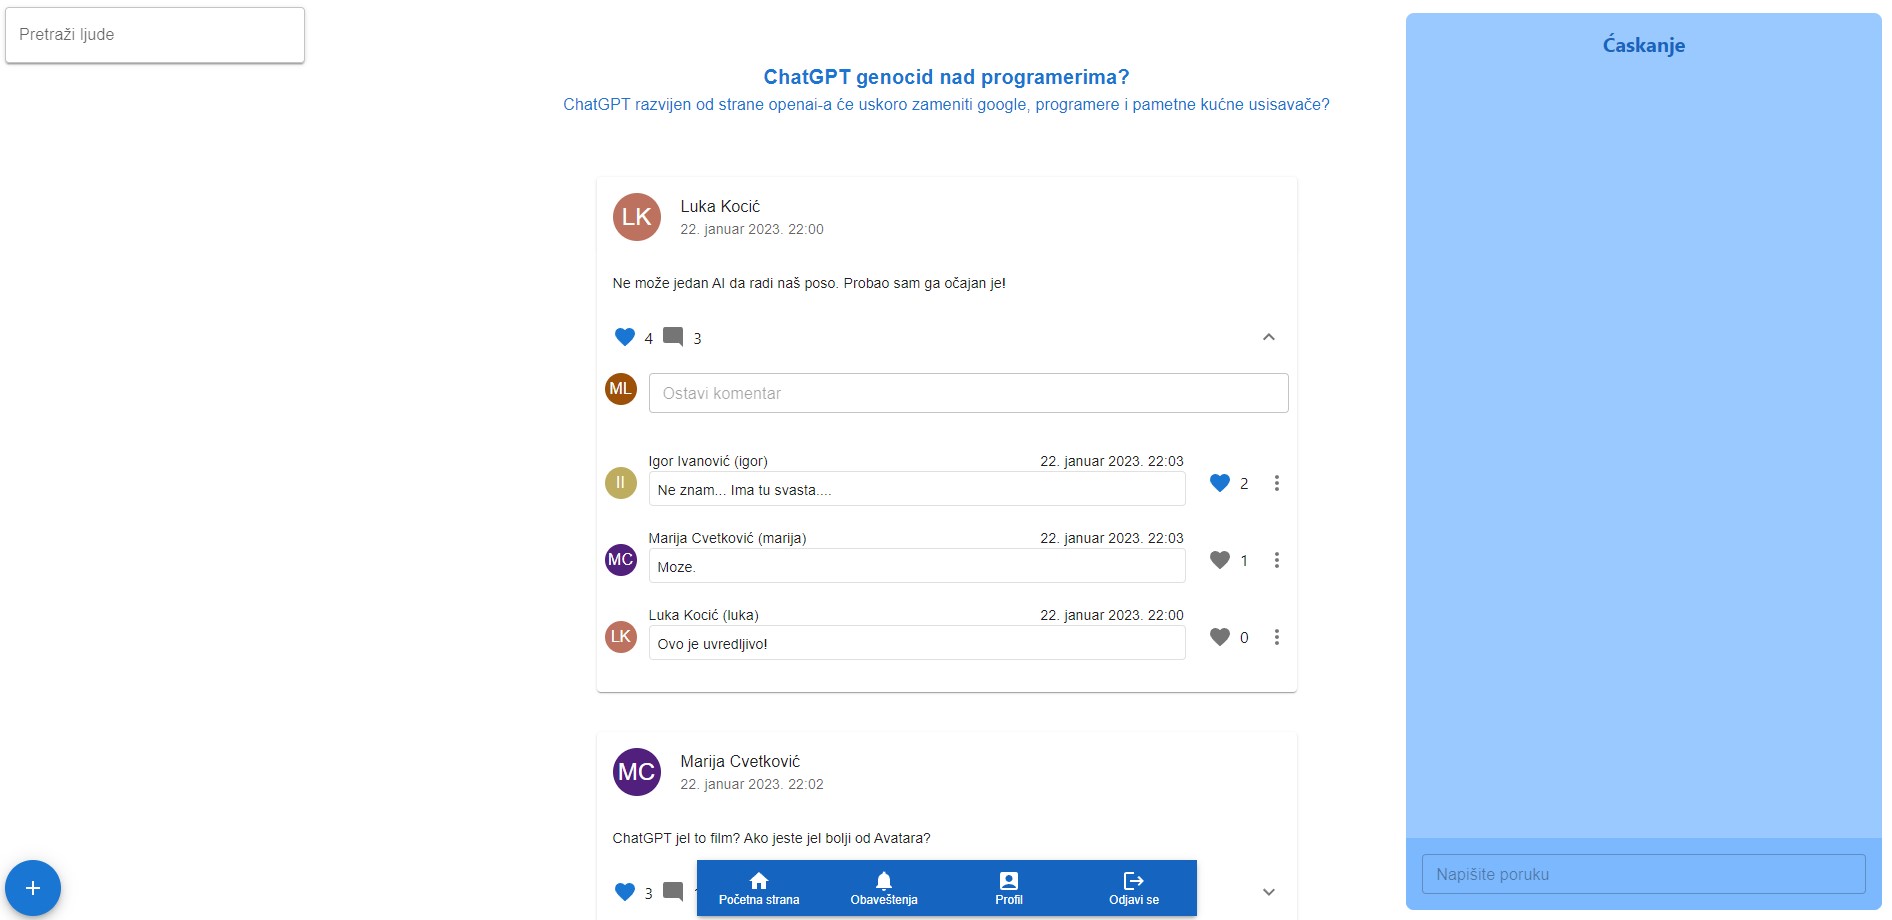 Pretraži ljude
ChatGPT genocid nad programerima?
ChatGPT razvijen od strane openai-a će uskoro zameniti google, programere i pametne kućne usisavače?
LK
Luka Kocić
22. januar 2023. 22:00
Ne može jedan AI da radi naš poso. Probao sam ga očajan je!
4 3
ML
Ostavi komentar
Igor Ivanović (igor) 22. januar 2023. 22:03
II
Ne znam... Ima tu svasta....
2
Marija Cvetković (marija) 22. januar 2023. 22:03
MC
Moze.
1
Luka Kocić (luka) 22. januar 2023. 22:00
LK
Ovo je uvredljivo!
0
MC
Marija Cvetković
22. januar 2023. 22:02
ChatGPT jel to film? Ako jeste jel bolji od Avatara?
3
+
Početna strana Obaveštenja Profil Odjavi se
Ćaskanje
Napišite poruku